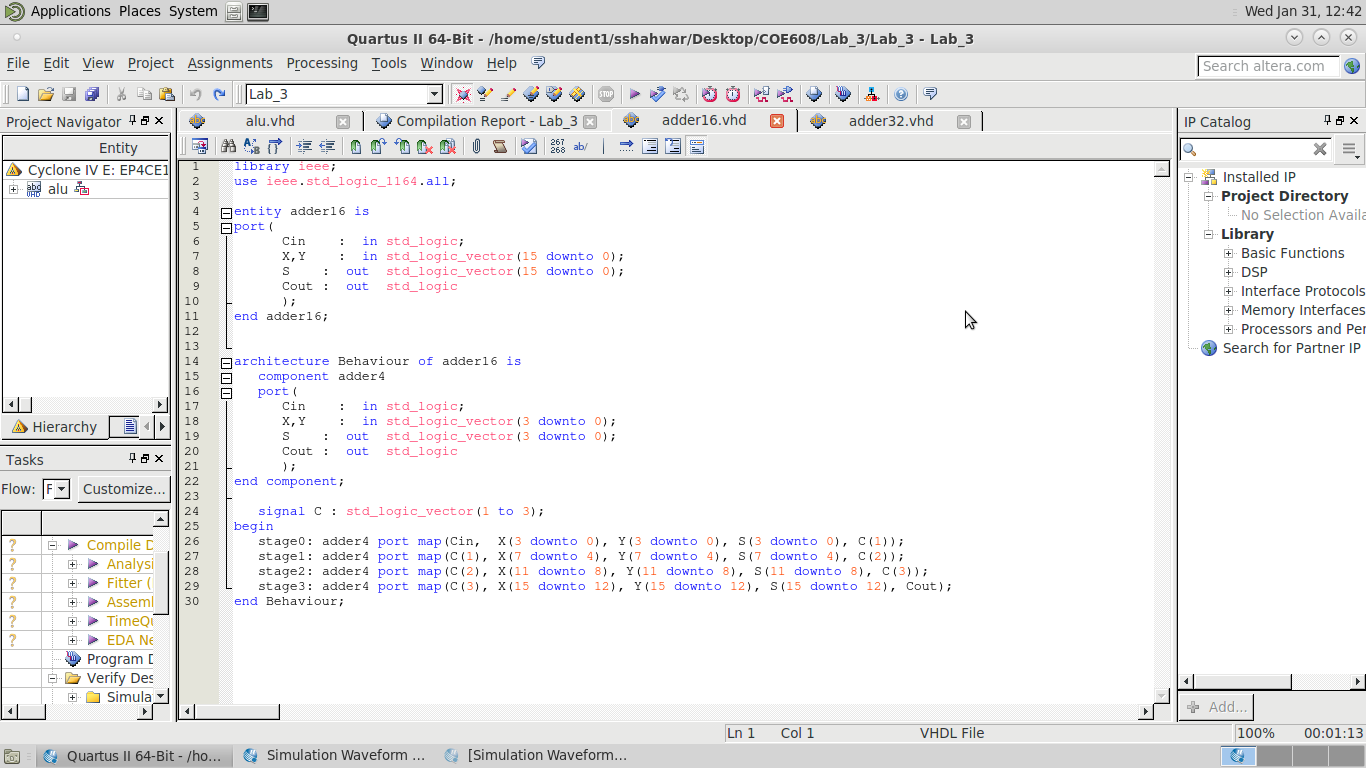 Applications Places System
Wed Jan 31, 12:42
Quartus II 64-Bit - /home/student1/sshahwar/Desktop/COE608/Lab_3/Lab_3 - Lab_3
File Edit View Project Assignments Processing Tools Window Help
Search altera.com
Lab_3
STOP
Project Navigator
Entity
Cyclone IV E: EP4CE1
alu
Hierarchy
Tasks
Flow: F Customize...
Compile D
Analysi
Fitter (
Assemb
TimeQu
EDA Ne
Program D
Verify Des
Simula
alu.vhd
Compilation Report - Lab_3
adder16.vhd
adder32.vhd
267
268
ab/
1 library ieee;
2 use ieee.std_logic_1164.all;
3
4 entity adder16 is
5 port(
6 Cin : in std_logic;
7 X,Y : in std_logic_vector(15 downto 0);
8 S : out std_logic_vector(15 downto 0);
9 Cout : out std_logic
10 );
11 end adder16;
12
13
14 architecture Behaviour of adder16 is
15 component adder4
16 port(
17 Cin : in std_logic;
18 X,Y : in std_logic_vector(3 downto 0);
19 S : out std_logic_vector(3 downto 0);
20 Cout : out std_logic
21 );
22 end component;
23
24 signal C : std_logic_vector(1 to 3);
25 begin
26 stage0: adder4 port map(Cin, X(3 downto 0), Y(3 downto 0), S(3 downto 0), C(1));
27 stage1: adder4 port map(C(1), X(7 downto 4), Y(7 downto 4), S(7 downto 4), C(2));
28 stage2: adder4 port map(C(2), X(11 downto 8), Y(11 downto 8), S(11 downto 8), C(3));
29 stage3: adder4 port map(C(3), X(15 downto 12), Y(15 downto 12), S(15 downto 12), Cout);
30 end Behaviour;
IP Catalog
Installed IP
Project Directory
No Selection Availa
Library
Basic Functions
DSP
Interface Protocols
Memory Interfaces
Processors and Per
Search for Partner IP
Add...
Ln 1 Col 1 VHDL File 100% 00:01:13
Quartus II 64-Bit - /ho...
Simulation Waveform ...
[Simulation Waveform...